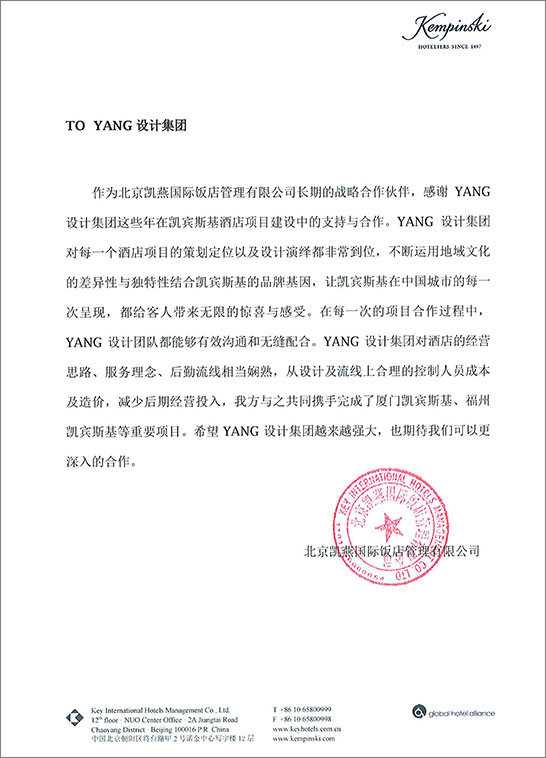 Kempinski
HOTELIERS SINCE 1897
TO YANG 设计集团
作为北京凯燕国际饭店管理有限公司长期的战略合作伙伴，感谢 YANG
设计集团这些年在凯宾斯基酒店项目建设中的支持与合作。YANG 设计集团
对每一个酒店项目的策划定位以及设计演绎都非常到位，不断运用地域文化
的差异性与独特性结合凯宾斯基的品牌基因，让凯宾斯基在中国城市的每一
次呈现，都给客人带来无限的惊喜与感受。在每一次的项目合作过程中，
YANG 设计团队都能够有效沟通和无缝配合。YANG 设计集团对酒店的经营
思路、服务理念、后勤流线相当娴熟，从设计及流线上合理的控制人员成本
及造价，减少后期经营投入，我方与之共同携手完成了厦门凯宾斯基、福州
凯宾斯基等重要项目。希望 YANG 设计集团越来越强大，也期待我们可以更
深入的合作。
KEY INTERNATIONAL HOTELS MANAGEMENT CO LTD
北京凯燕国际饭店管理有限公司
北京凯燕国际饭店管理有限公司
Key International Hotels Management Co., Ltd.
12th floor · NUO Center Office · 2A Jiangtai Road
Chaoyang District · Beijing 100016 P.R. China
中国北京朝阳区将台路甲 2 号诺金中心写字楼 12 层
T +86 10 65800999
F +86 10 65800998
www.keyhotels.com.cn
www.kempinski.com
global hotel alliance